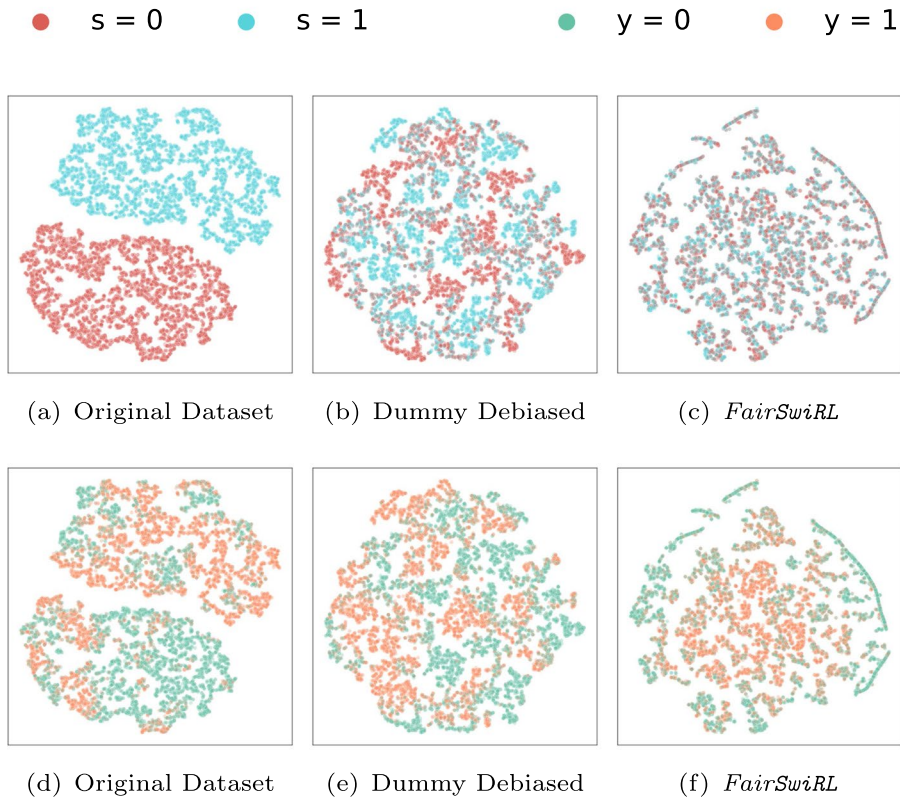 s = 0 s = 1 y = 0 y = 1
(a) Original Dataset (b) Dummy Debiased (c) FairSwiRL
(d) Original Dataset (e) Dummy Debiased (f) FairSwiRL